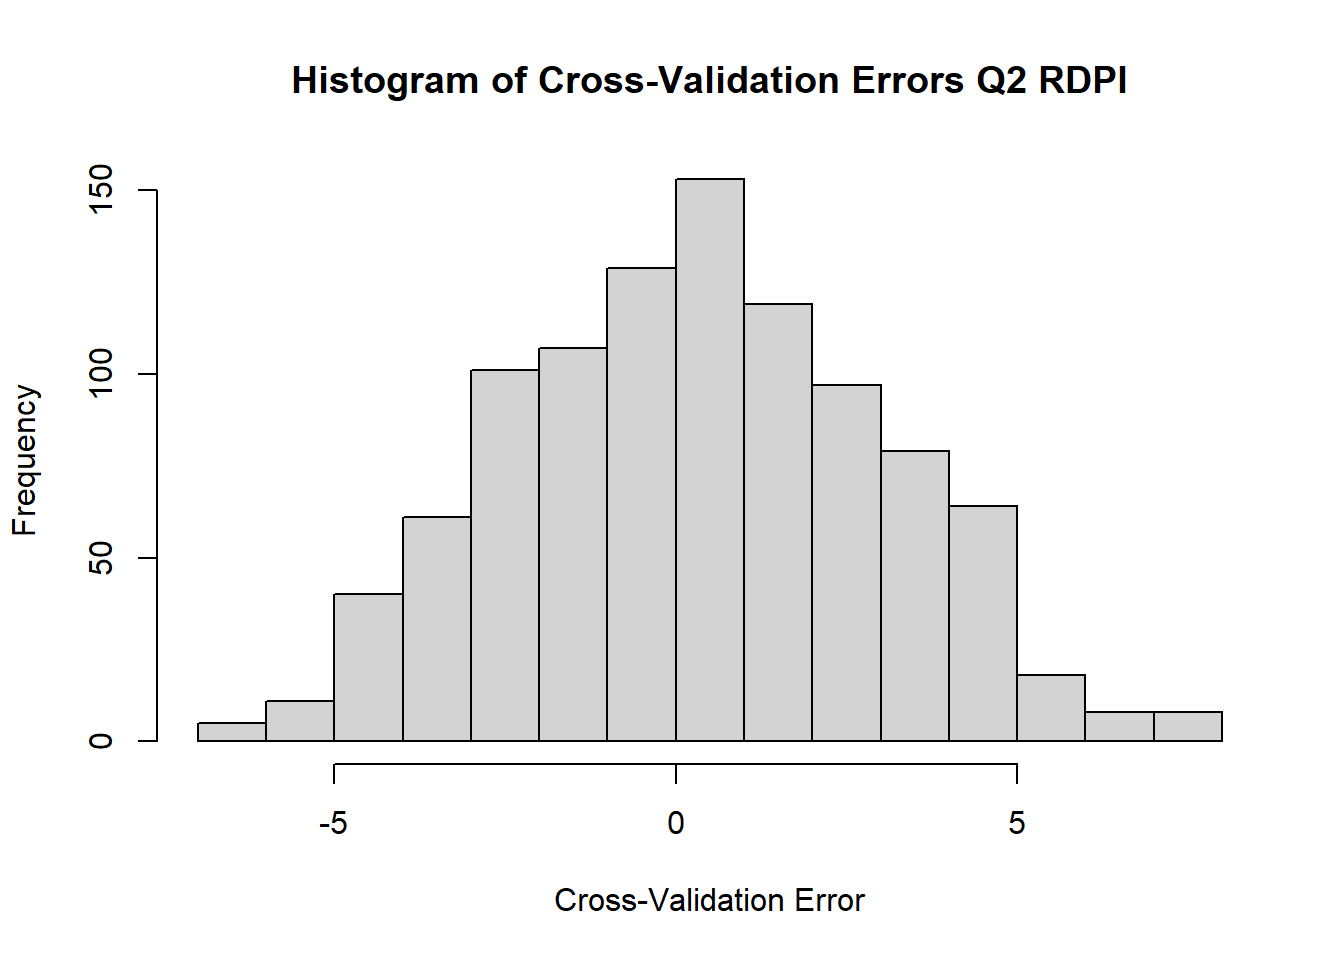 Histogram of Cross-Validation Errors Q2 RDPI
150
100
50
0
Frequency
-5 0 5
Cross-Validation Error